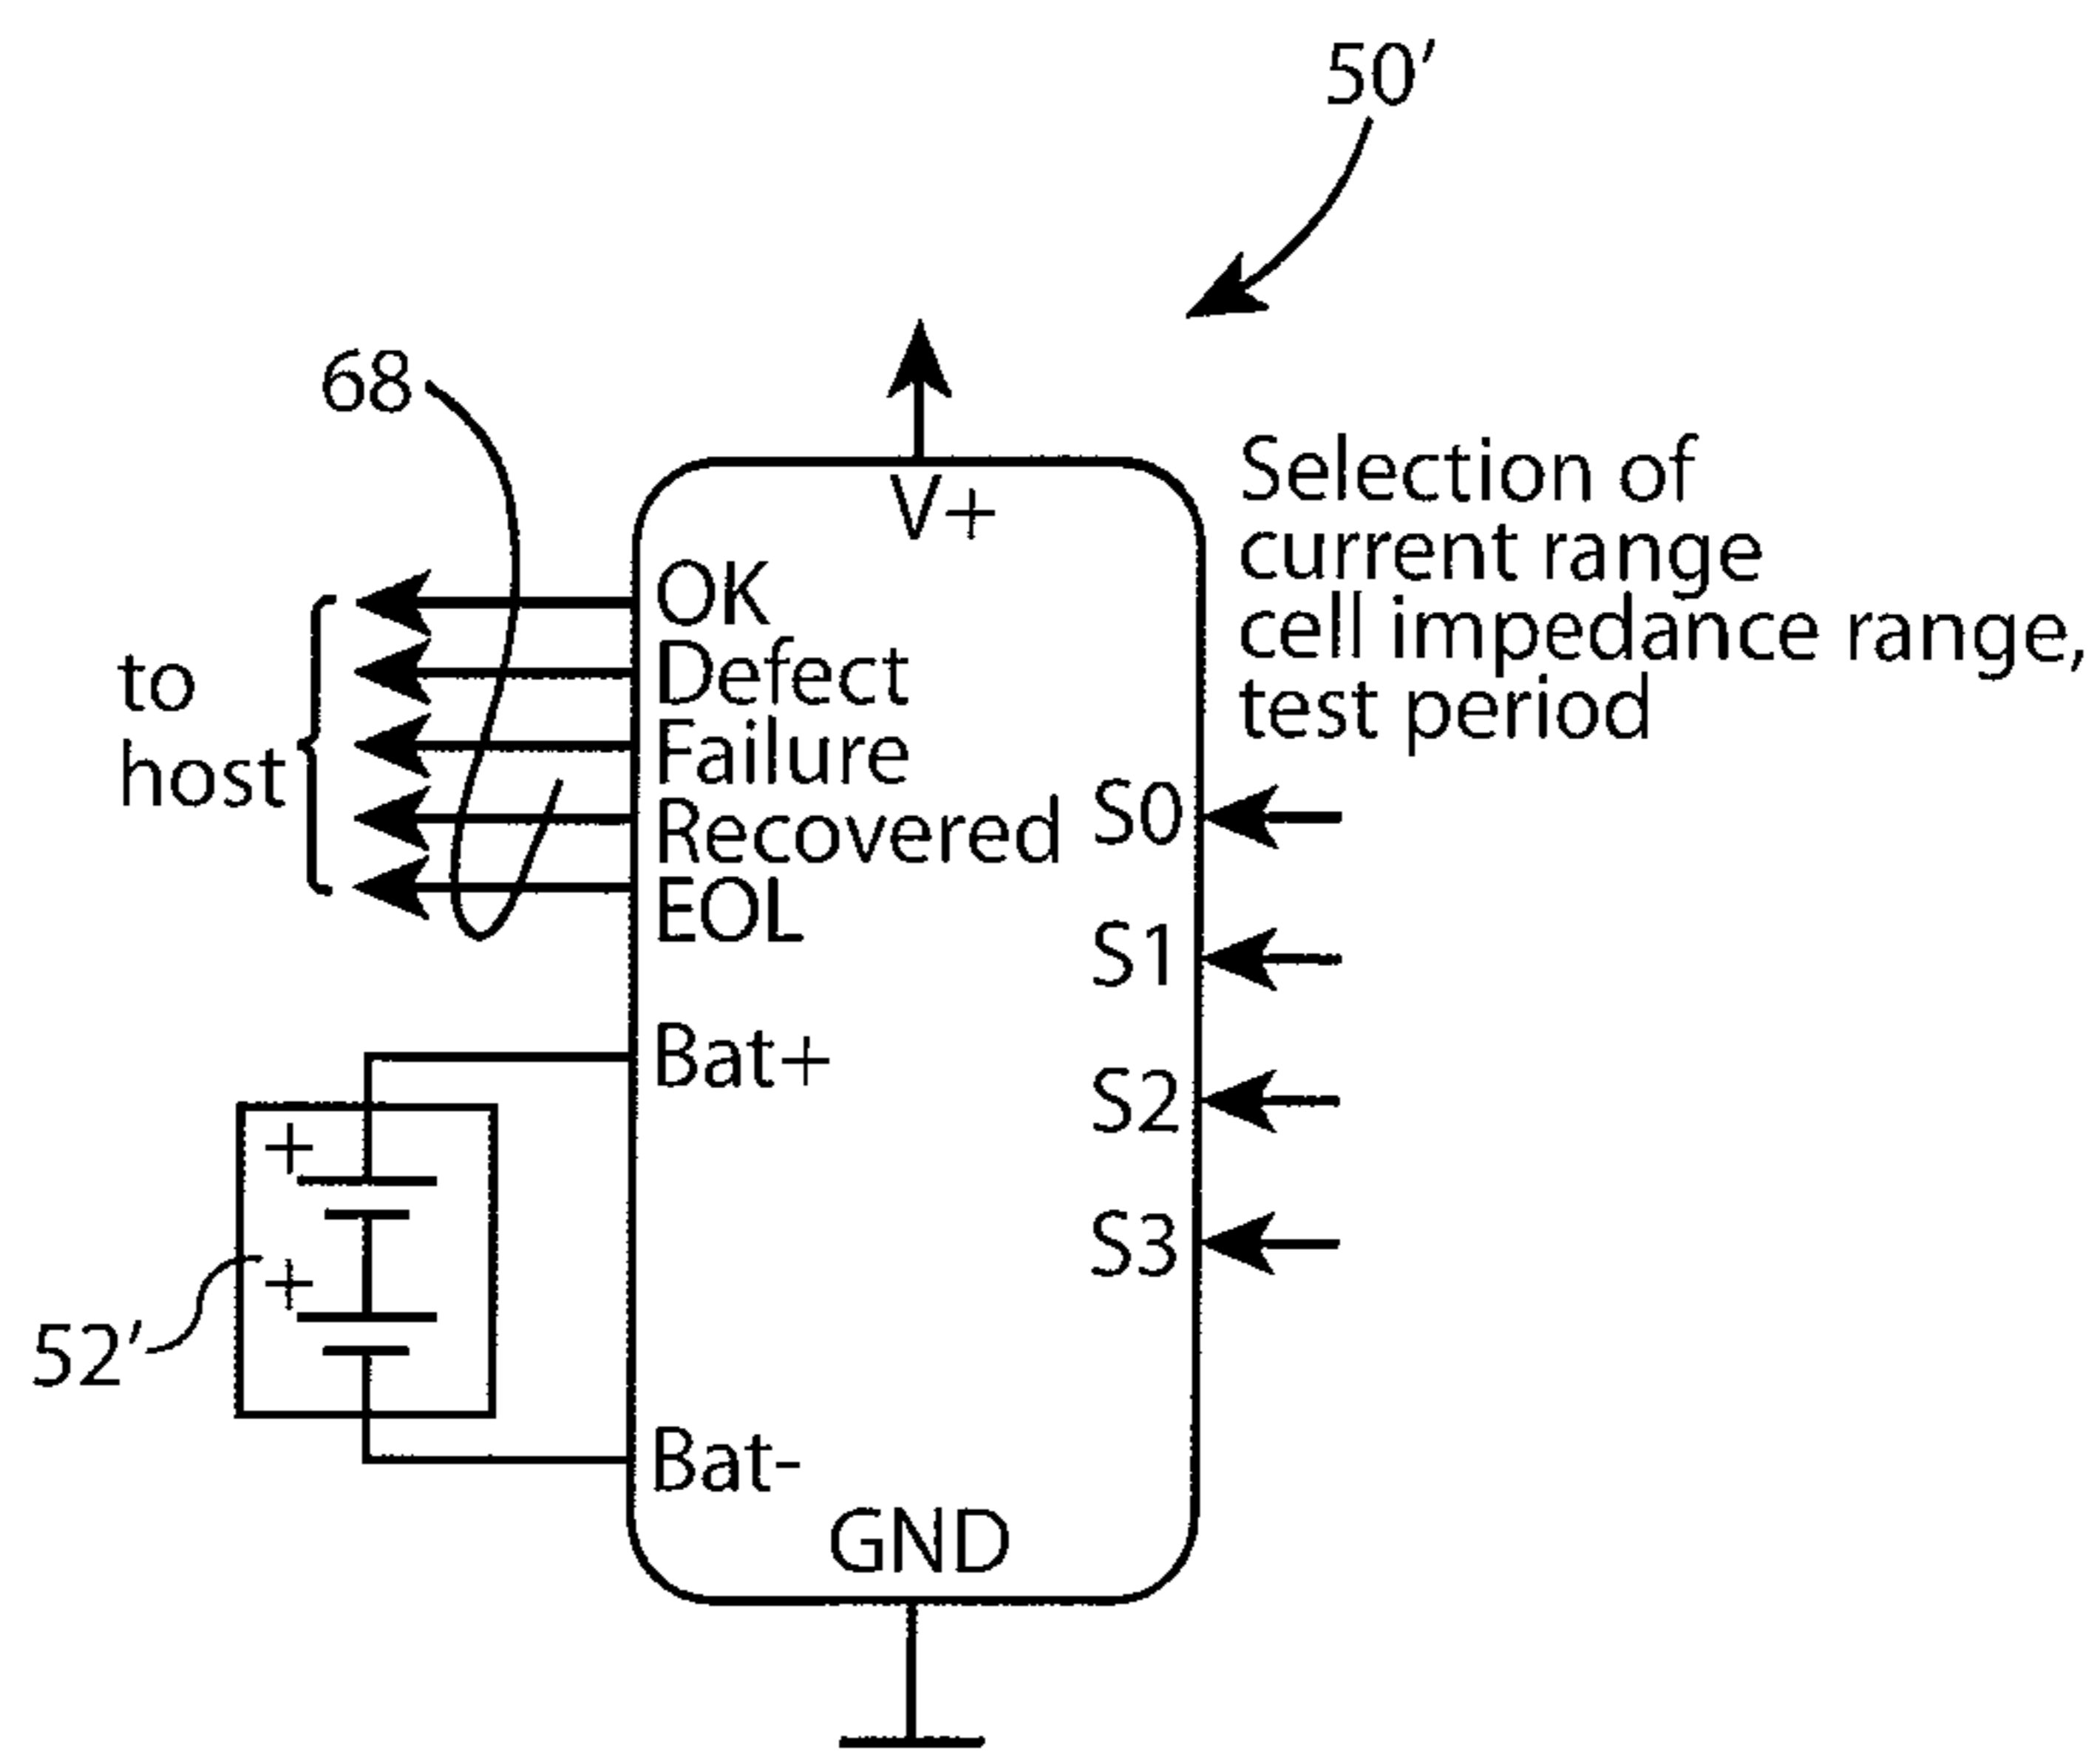 50′
68
V+
Selection of
current range
cell impedance range,
test period
to
host
OK
Defect
Failure
Recovered
EOL
S0
S1
S2
S3
Bat+
+
+
52′
Bat-
GND